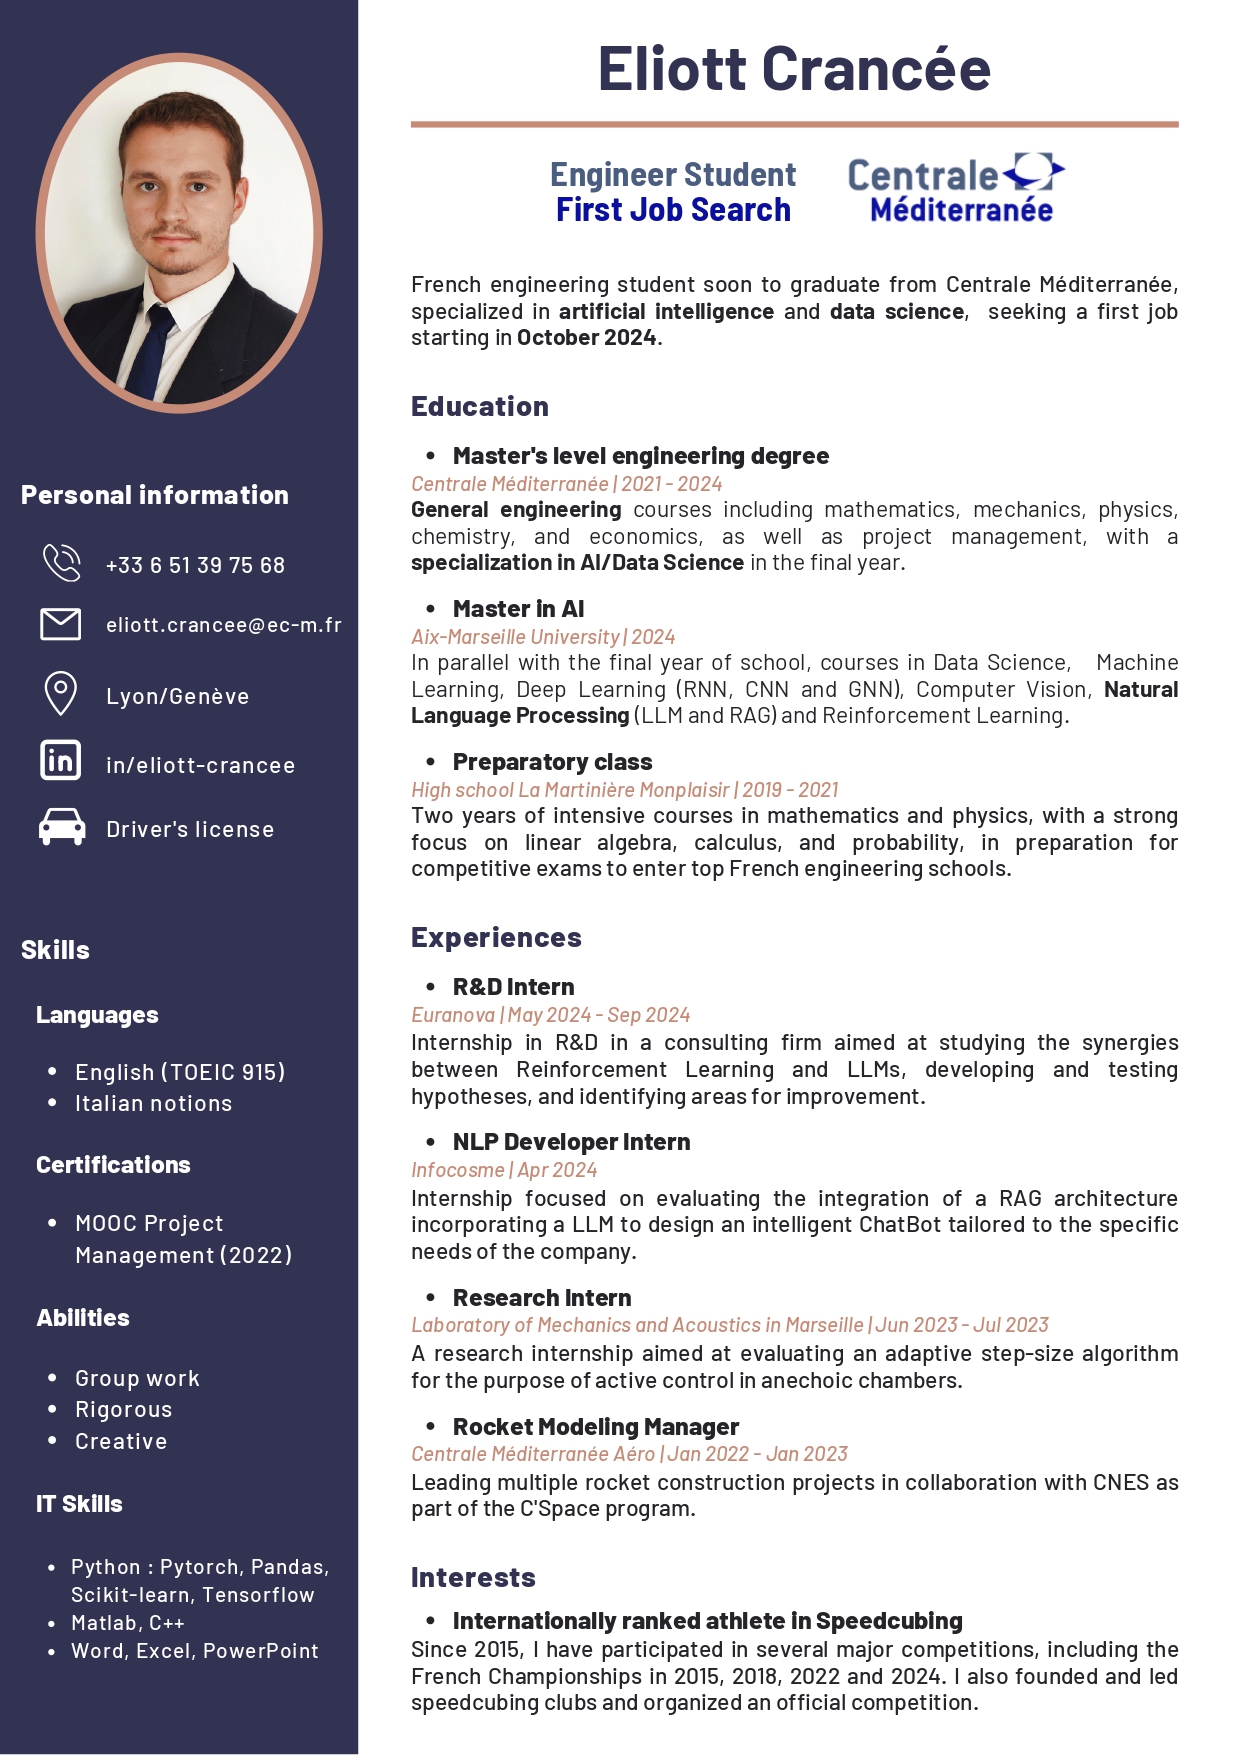 Eliott Crancée
Engineer Student
First Job Search
Centrale
Méditerranée
French engineering student soon to graduate from Centrale Méditerranée,
specialized in artificial intelligence and data science, seeking a first job
starting in October 2024.
Education
• Master's level engineering degree
Centrale Méditerranée | 2021 - 2024
General engineering courses including mathematics, mechanics, physics,
chemistry, and economics, as well as project management, with a
specialization in AI/Data Science in the final year.
• Master in AI
Aix-Marseille University | 2024
In parallel with the final year of school, courses in Data Science, Machine
Learning, Deep Learning (RNN, CNN and GNN), Computer Vision, Natural
Language Processing (LLM and RAG) and Reinforcement Learning.
• Preparatory class
High school La Martinière Monplaisir | 2019 - 2021
Two years of intensive courses in mathematics and physics, with a strong
focus on linear algebra, calculus, and probability, in preparation for
competitive exams to enter top French engineering schools.
Experiences
• R&D Intern
Euranova | May 2024 - Sep 2024
Internship in R&D in a consulting firm aimed at studying the synergies
between Reinforcement Learning and LLMs, developing and testing
hypotheses, and identifying areas for improvement.
• NLP Developer Intern
Infocosme | Apr 2024
Internship focused on evaluating the integration of a RAG architecture
incorporating a LLM to design an intelligent ChatBot tailored to the specific
needs of the company.
• Research Intern
Laboratory of Mechanics and Acoustics in Marseille | Jun 2023 - Jul 2023
A research internship aimed at evaluating an adaptive step-size algorithm
for the purpose of active control in anechoic chambers.
• Rocket Modeling Manager
Centrale Méditerranée Aéro | Jan 2022 - Jan 2023
Leading multiple rocket construction projects in collaboration with CNES as
part of the C'Space program.
Interests
• Internationally ranked athlete in Speedcubing
Since 2015, I have participated in several major competitions, including the
French Championships in 2015, 2018, 2022 and 2024. I also founded and led
speedcubing clubs and organized an official competition.
Personal information
+33 6 51 39 75 68
eliott.crancee@ec-m.fr
Lyon/Genève
in
in/eliott-crancee
Driver's license
Skills
Languages
• English (TOEIC 915)
• Italian notions
Certifications
• MOOC Project
Management (2022)
Abilities
• Group work
• Rigorous
• Creative
IT Skills
• Python : Pytorch, Pandas,
Scikit-learn, Tensorflow
• Matlab, C++
• Word, Excel, PowerPoint